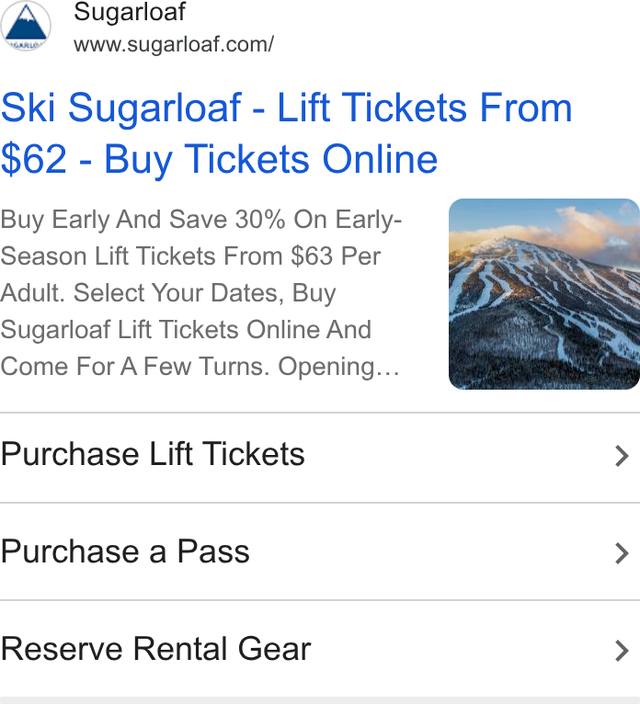 Sugarloaf
www.sugarloaf.com/
Ski Sugarloaf - Lift Tickets From
$62 - Buy Tickets Online
Buy Early And Save 30% On Early-
Season Lift Tickets From $63 Per
Adult. Select Your Dates, Buy
Sugarloaf Lift Tickets Online And
Come For A Few Turns. Opening…
Purchase Lift Tickets
Purchase a Pass
Reserve Rental Gear